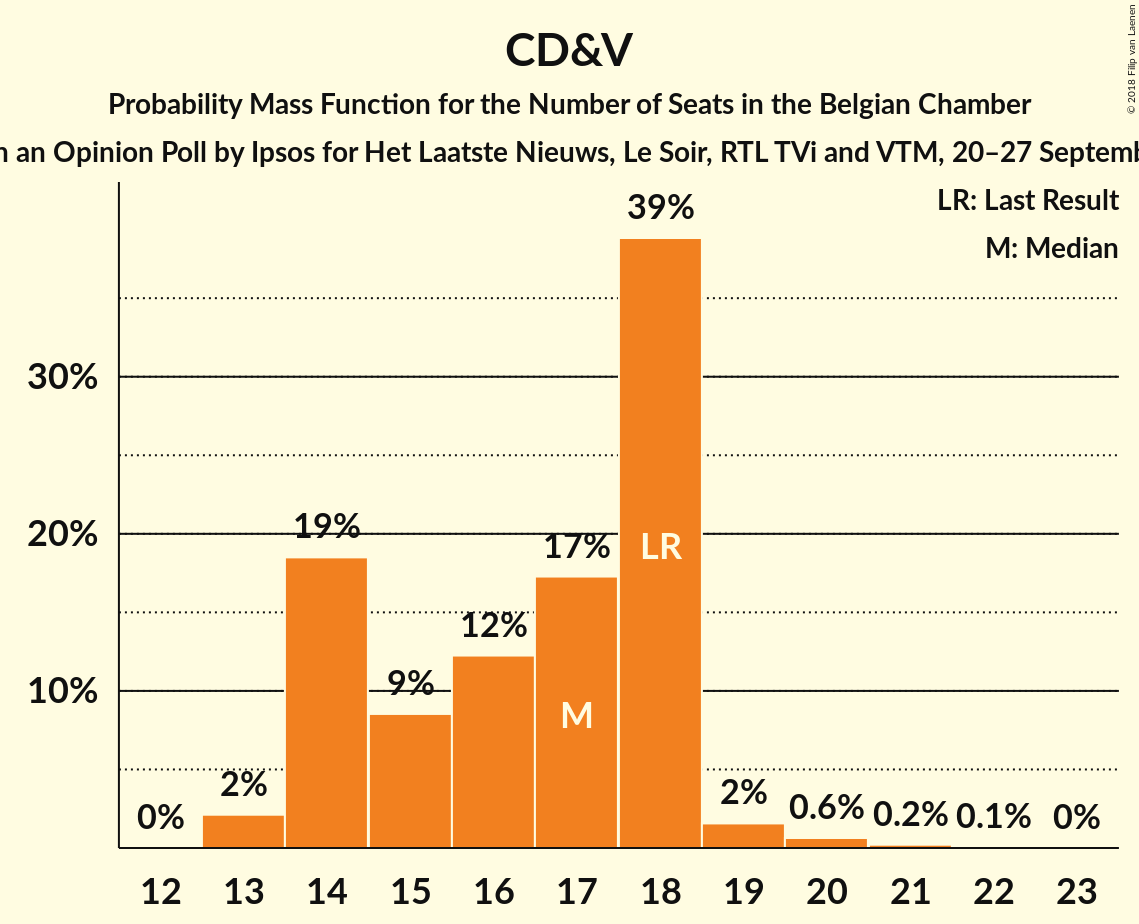 © 2018 Filip van Laenen
CD&V
Probability Mass Function for the Number of Seats in the Belgian Chamber
an Opinion Poll by Ipsos for Het Laatste Nieuws, Le Soir, RTL TVi and VTM, 20–27
LR: Last Result
M: Median
39%
30%
20%
19%
17%
LR
12%
10%
9%
M
2%
0%
2%
0.6%
0.2%
0.1%
0%
12 13 14 15 16 17 18 19 20 21 22 23